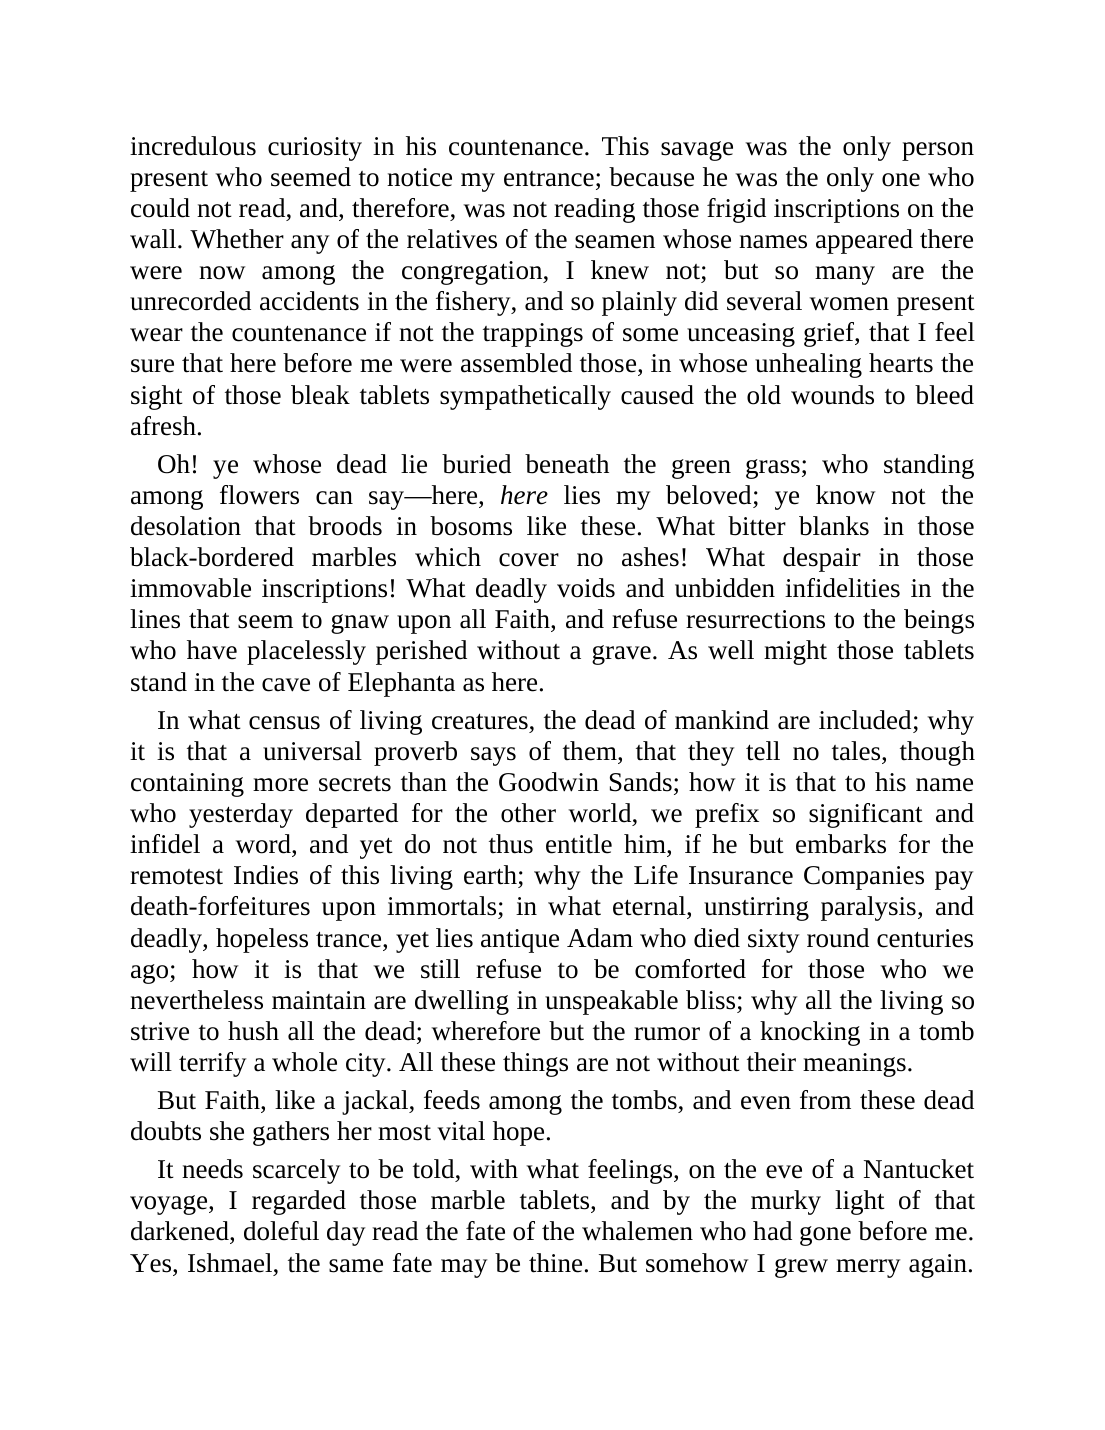 incredulous curiosity in his countenance. This savage was the only person
present who seemed to notice my entrance; because he was the only one who
could not read, and, therefore, was not reading those frigid inscriptions on the
wall. Whether any of the relatives of the seamen whose names appeared there
were now among the congregation, I knew not; but so many are the
unrecorded accidents in the fishery, and so plainly did several women present
wear the countenance if not the trappings of some unceasing grief, that I feel
sure that here before me were assembled those, in whose unhealing hearts the
sight of those bleak tablets sympathetically caused the old wounds to bleed
afresh.
Oh! ye whose dead lie buried beneath the green grass; who standing
among flowers can say—here, here lies my beloved; ye know not the
desolation that broods in bosoms like these. What bitter blanks in those
black-bordered marbles which cover no ashes! What despair in those
immovable inscriptions! What deadly voids and unbidden infidelities in the
lines that seem to gnaw upon all Faith, and refuse resurrections to the beings
who have placelessly perished without a grave. As well might those tablets
stand in the cave of Elephanta as here.
In what census of living creatures, the dead of mankind are included; why
it is that a universal proverb says of them, that they tell no tales, though
containing more secrets than the Goodwin Sands; how it is that to his name
who yesterday departed for the other world, we prefix so significant and
infidel a word, and yet do not thus entitle him, if he but embarks for the
remotest Indies of this living earth; why the Life Insurance Companies pay
death-forfeitures upon immortals; in what eternal, unstirring paralysis, and
deadly, hopeless trance, yet lies antique Adam who died sixty round centuries
ago; how it is that we still refuse to be comforted for those who we
nevertheless maintain are dwelling in unspeakable bliss; why all the living so
strive to hush all the dead; wherefore but the rumor of a knocking in a tomb
will terrify a whole city. All these things are not without their meanings.
But Faith, like a jackal, feeds among the tombs, and even from these dead
doubts she gathers her most vital hope.
It needs scarcely to be told, with what feelings, on the eve of a Nantucket
voyage, I regarded those marble tablets, and by the murky light of that
darkened, doleful day read the fate of the whalemen who had gone before me.
Yes, Ishmael, the same fate may be thine. But somehow I grew merry again.